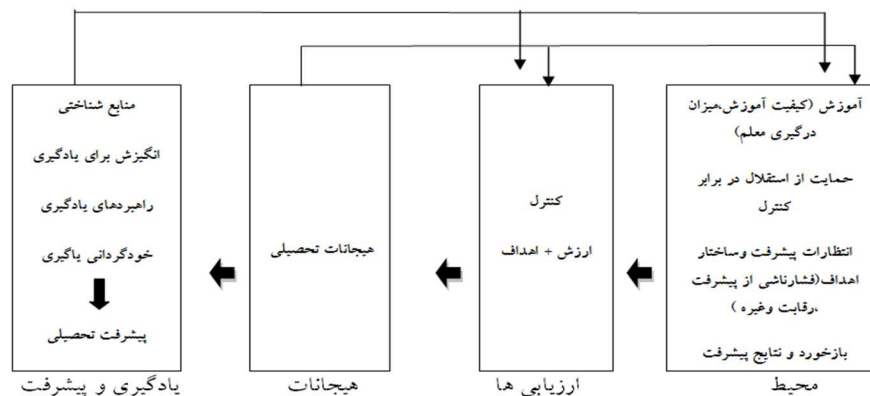 آموزش (کیفیت آموزش،میزان
درگیری معلم)
حمایت از استقلال در برابر
کنترل
انتظارات پیشرفت وساختار
اهداف(فشارناشی از پیشرفت
،رقابت وغیره )
بازخورد و نتایج پیشرفت
محیط
کنترل
ارزش + اهداف
ارزیابی ها
هیجانات تحصیلی
هیجانات
منابع شناختی
انگیزش برای یادگیری
راهبردهای یادگیری
خودگردانی یاگیری
پیشرفت تحصیلی
یادگیری و پیشرفت